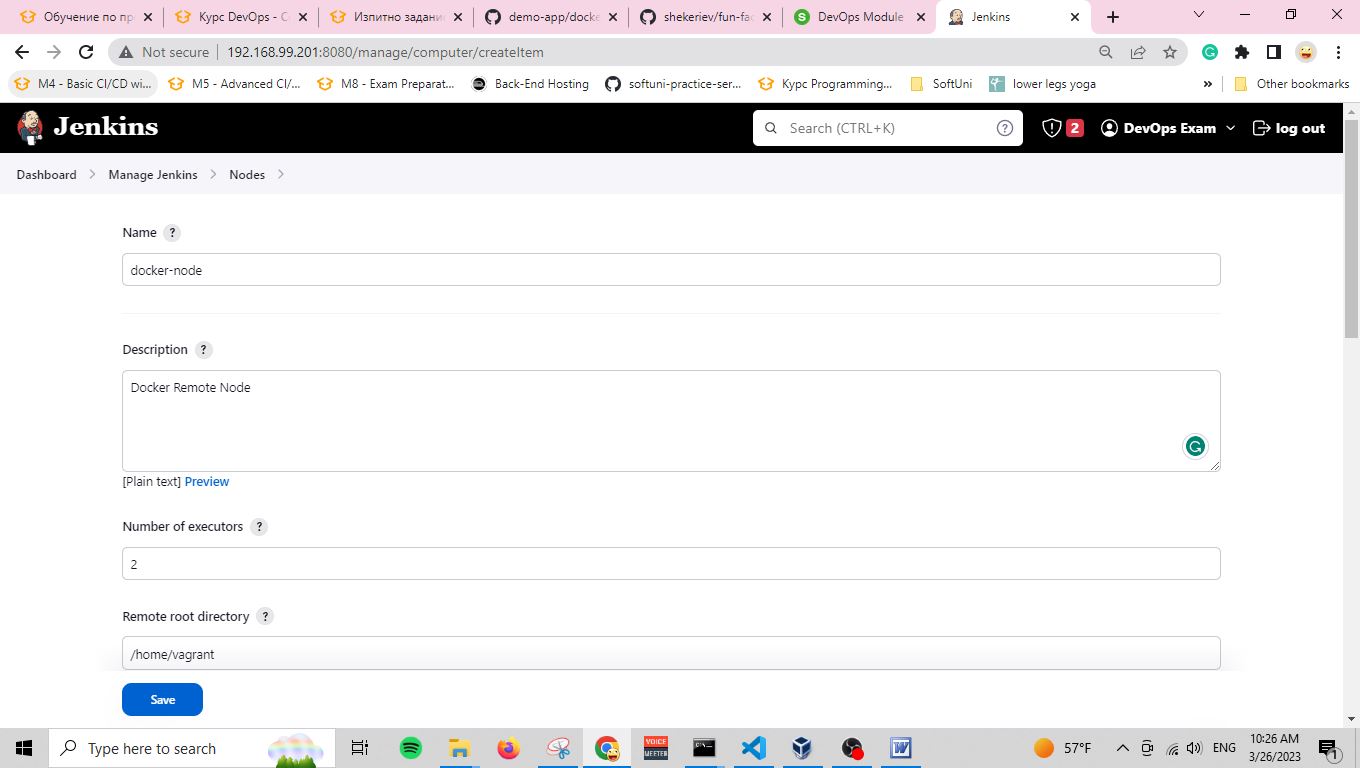 Обучение по пр
Курс DevOps - С
Изпитно задани
demo-app/docke
shekeriev/fun-fac
DevOps Module
Jenkins
Not secure
192.168.99.201:8080/manage/computer/createItem
M4 - Basic CI/CD wi...
M5 - Advanced CI/...
M8 - Exam Preparat...
Back-End Hosting
softuni-practice-ser...
Курс Programming...
SoftUni
lower legs yoga
»
Other bookmarks
Jenkins
Search (CTRL+K)
?
2
DevOps Exam
log out
Dashboard
Manage Jenkins
Nodes
Name ?
docker-node
Description ?
Docker Remote Node
[Plain text] Preview
Number of executors ?
2
Remote root directory ?
/home/vagrant
Save
Type here to search
VOICE
MEETER
57°F
ENG
10:26 AM
3/26/2023
1